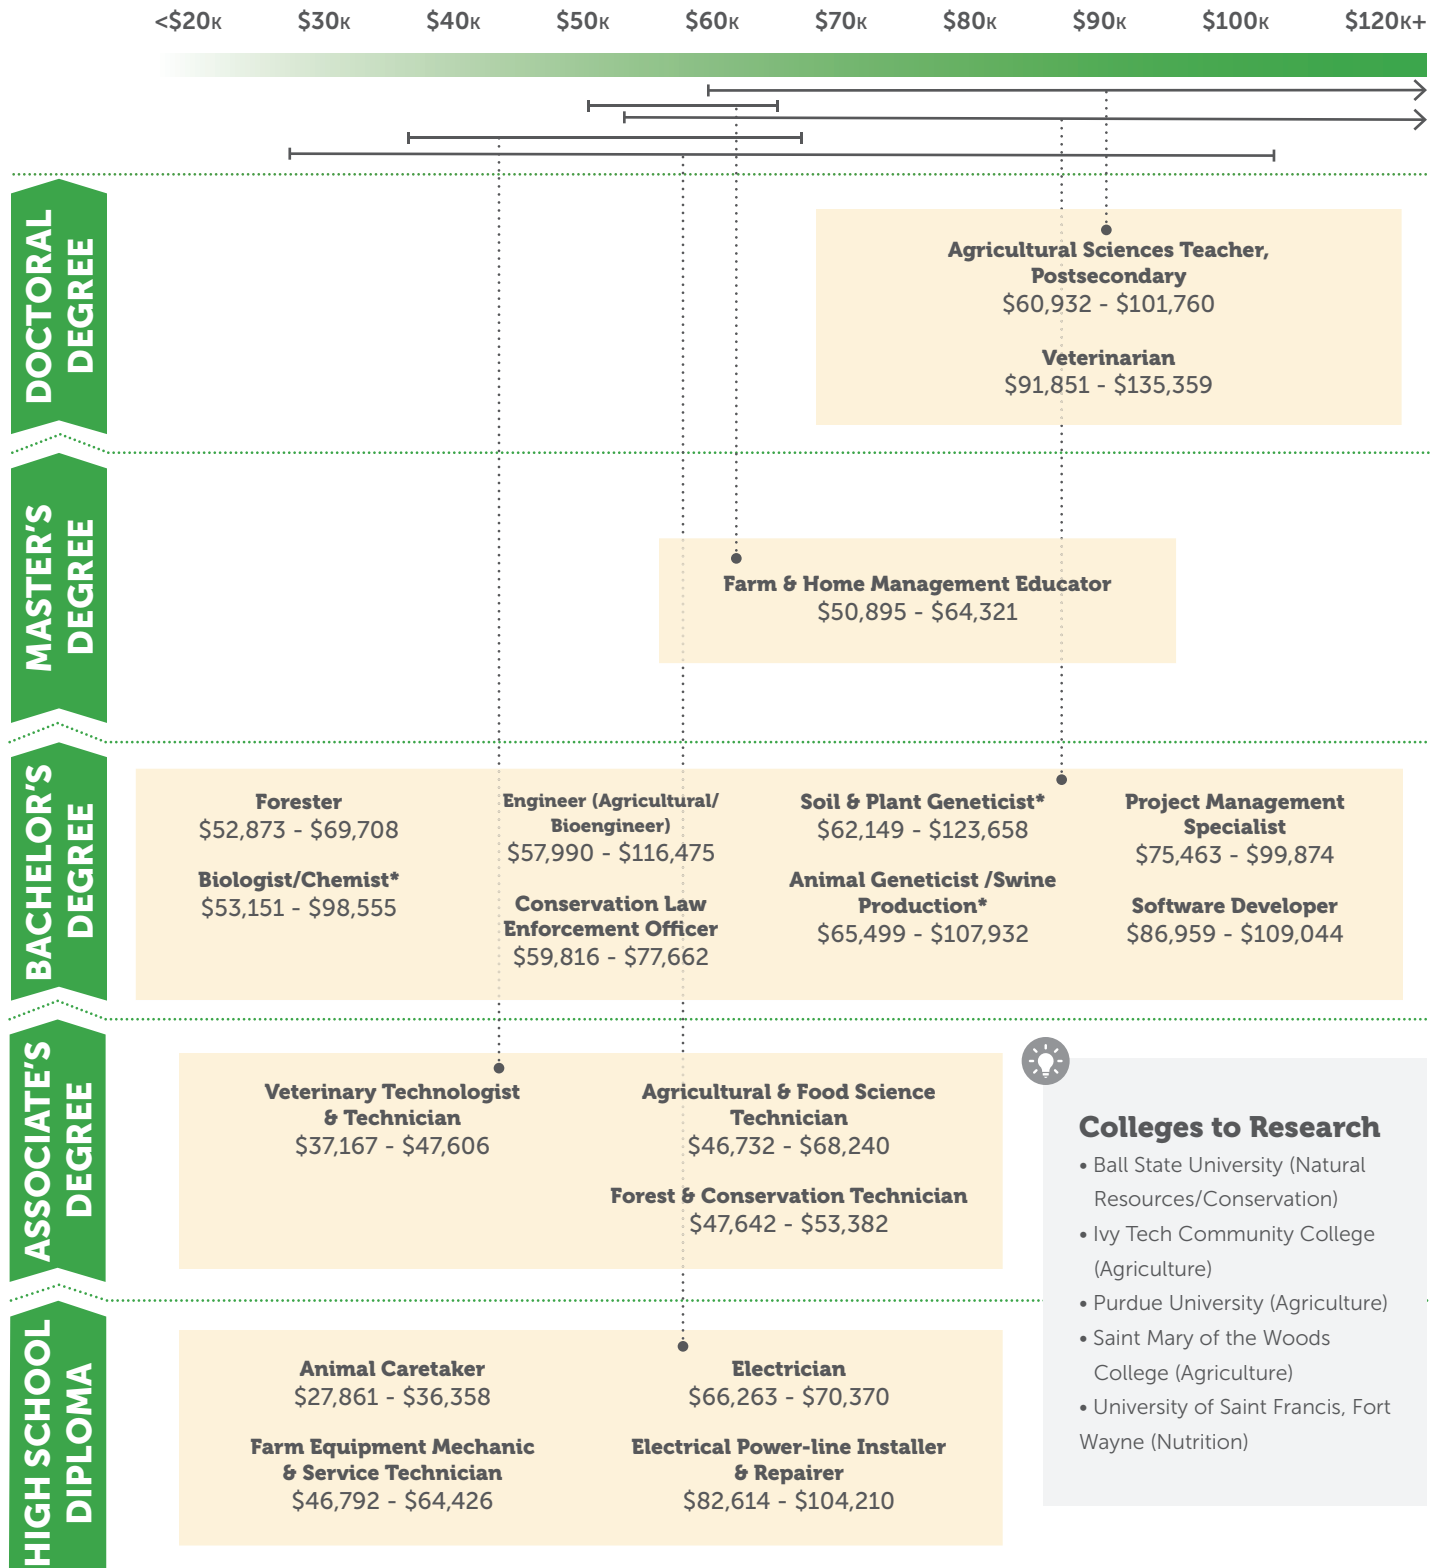 <$20K $30K $40K $50K $60K $70K $80K $90K $100K $120K+
DOCTORAL
DEGREE
Agricultural Sciences Teacher,
Postsecondary
$60,932 - $101,760
Veterinarian
$91,851 - $135,359
MASTER'S
DEGREE
Farm & Home Management Educator
$50,895 - $64,321
BACHELOR'S
DEGREE
Forester
$52,873 - $69,708
Biologist/Chemist*
$53,151 - $98,555
Engineer (Agricultural/
Bioengineer)
$57,990 - $116,475
Conservation Law
Enforcement Officer
$59,816 - $77,662
Soil & Plant Geneticist*
$62,149 - $123,658
Animal Geneticist /Swine
Production*
$65,499 - $107,932
Project Management
Specialist
$75,463 - $99,874
Software Developer
$86,959 - $109,044
ASSOCIATE'S
DEGREE
Veterinary Technologist
& Technician
$37,167 - $47,606
Agricultural & Food Science
Technician
$46,732 - $68,240
Forest & Conservation Technician
$47,642 - $53,382
Colleges to Research
• Ball State University (Natural
Resources/Conservation)
• Ivy Tech Community College
(Agriculture)
• Purdue University (Agriculture)
• Saint Mary of the Woods
College (Agriculture)
• University of Saint Francis, Fort
Wayne (Nutrition)
HIGH SCHOOL
DIPLOMA
Animal Caretaker
$27,861 - $36,358
Farm Equipment Mechanic
& Service Technician
$46,792 - $64,426
Electrician
$66,263 - $70,370
Electrical Power-line Installer
& Repairer
$82,614 - $104,210